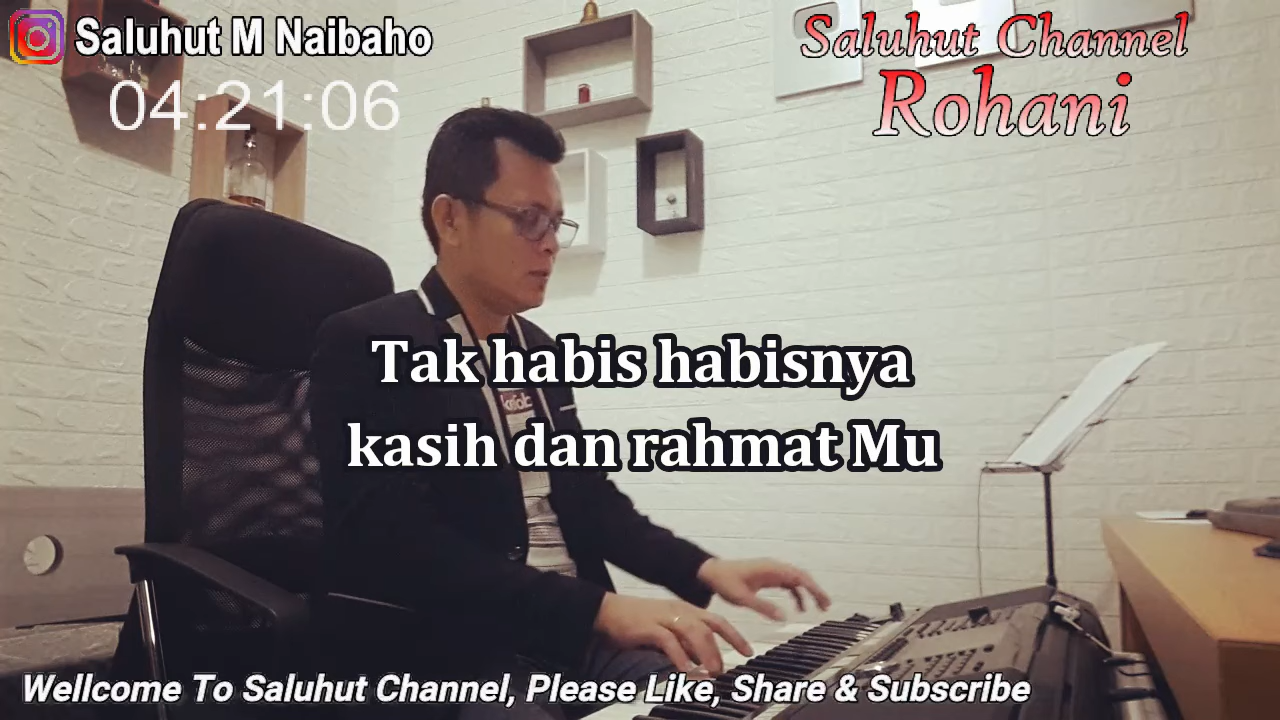 Saluhut M Naibaho
04:21:06
Saluhut Channel
Rohani
Tak habis habisnya
kasih dan rahmat Mu
Wellcome To Saluhut Channel, Please Like, Share & Subscribe